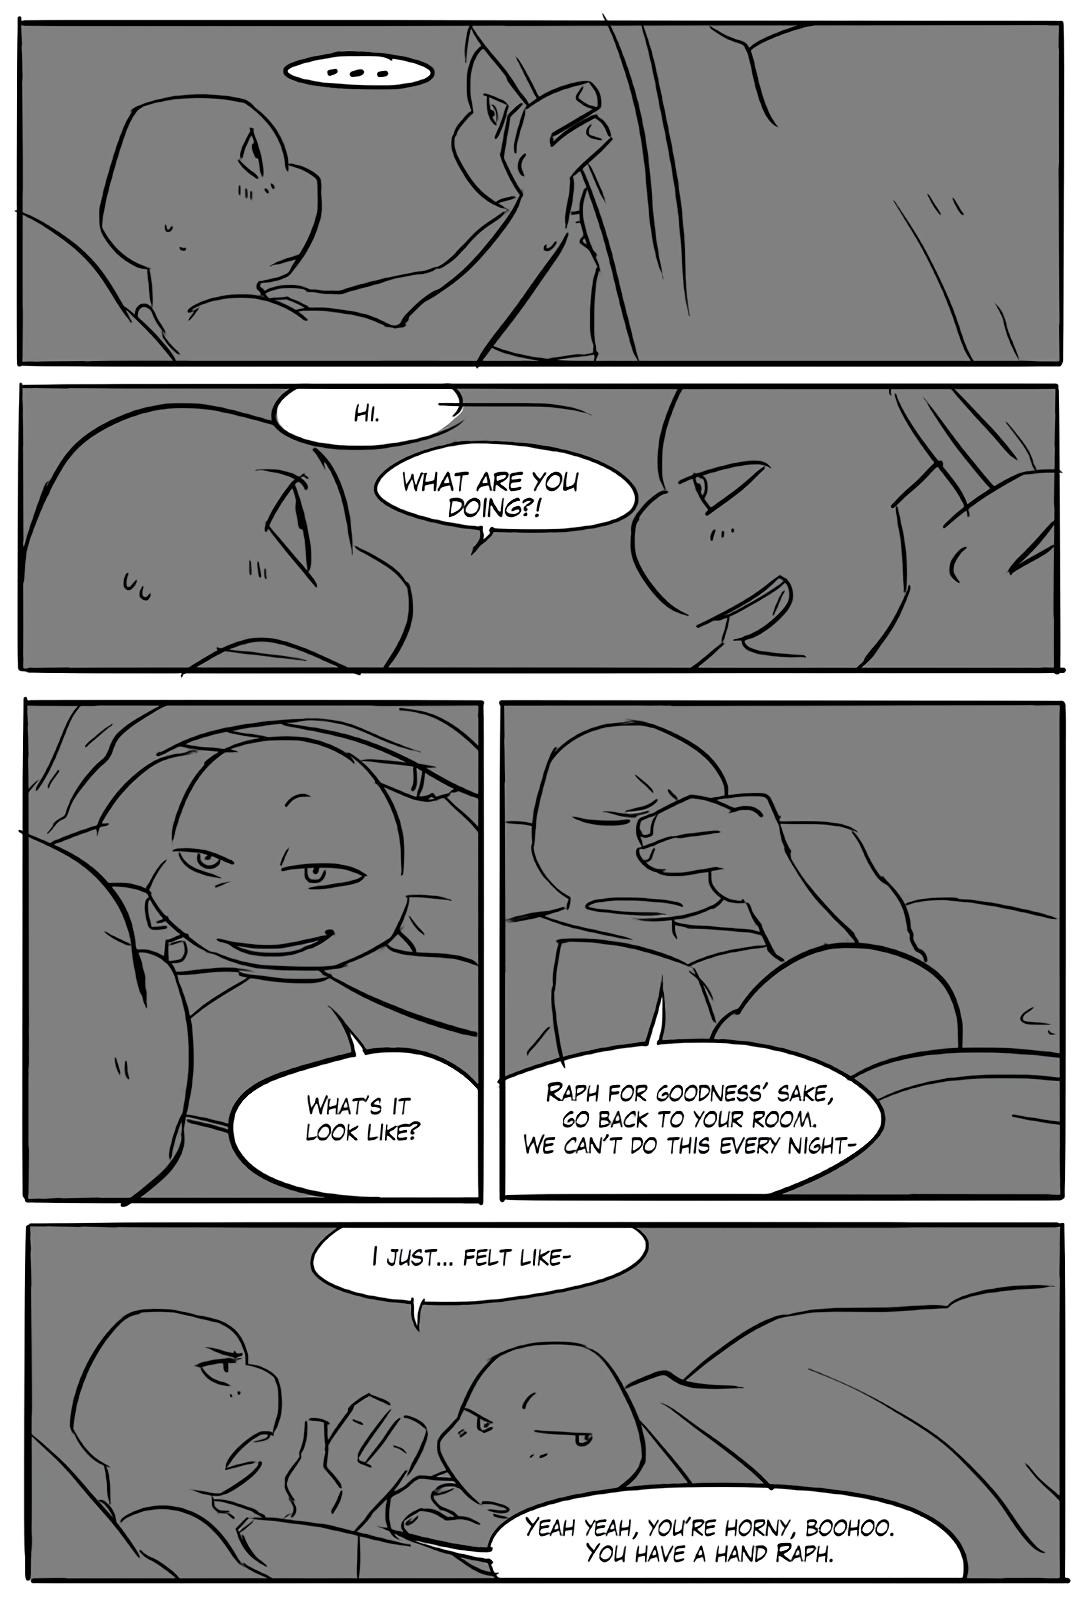 ...
HI.
WHAT ARE YOU
DOING?!
WHAT'S IT
LOOK LIKE?
RAPH FOR GOODNESS' SAKE,
GO BACK TO YOUR ROOM.
WE CAN'T DO THIS EVERY NIGHT-
I JUST... FELT LIKE-
YEAH YEAH, YOU'RE HORNY, BOOHOO.
YOU HAVE A HAND RAPH.